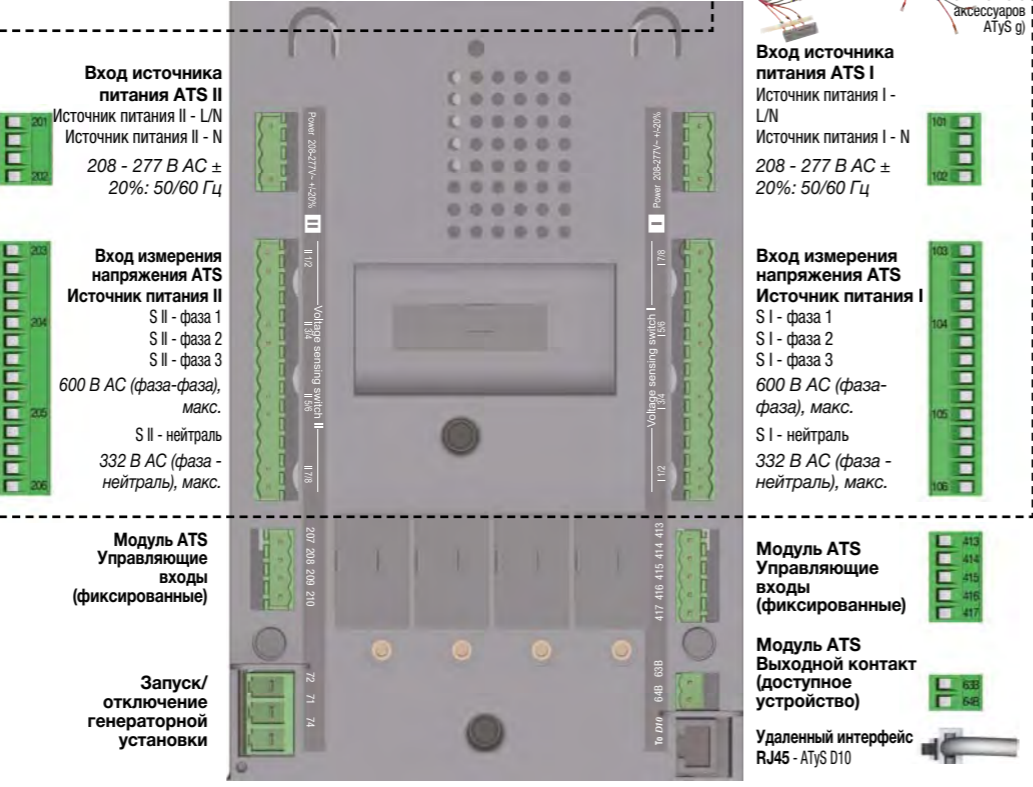 аксессуаров
ATyS g)
Вход источника
питания ATS II
Источник питания II - L/N
Источник питания II - N
208 - 277 В AC ±
20%: 50/60 Гц
201
202
Вход измерения
напряжения ATS
Источник питания II
S II - фаза 1
S II - фаза 2
S II - фаза 3
600 В AC (фаза-фаза),
макс.
S II - нейтраль
332 В AC (фаза -
нейтраль), макс.
203
204
205
206
Модуль ATS
Управляющие
входы
(фиксированные)
Запуск/
отключение
генераторной
установки
Power 208-277V~ +/-20%
II
II 1/2
II 3/4
II 5/6
II 7/8
Voltage sensing switch II
207 208 209 210
72 71 74
Power 208-277V~ +/-20%
I
I 7/8
I 5/6
I 3/4
I 1/2
Voltage sensing switch I
417 416 415 414 413
64B 63B
To D10
Вход источника
питания ATS I
Источник питания I -
L/N
Источник питания I - N
208 - 277 В AC ±
20%: 50/60 Гц
101
102
Вход измерения
напряжения ATS
Источник питания I
S I - фаза 1
S I - фаза 2
S I - фаза 3
600 В AC (фаза-
фаза), макс.
S I - нейтраль
332 В AC (фаза -
нейтраль), макс.
103
104
105
106
Модуль ATS
Управляющие
входы
(фиксированные)
413
414
415
416
417
Модуль ATS
Выходной контакт
(доступное
устройство)
63B
64B
Удаленный интерфейс
RJ45 - ATyS D10